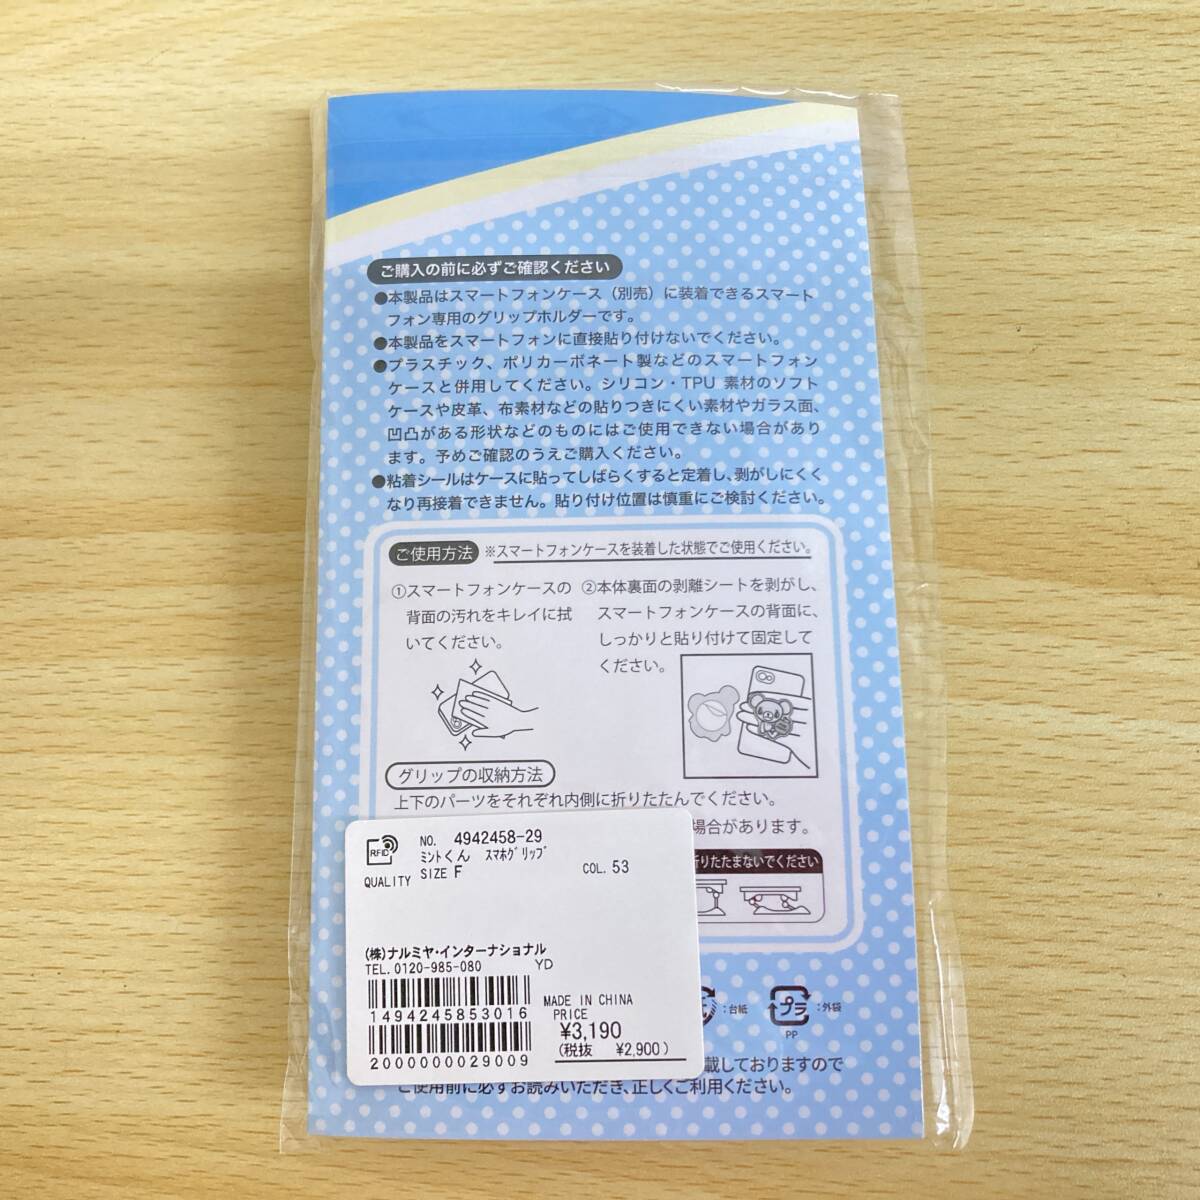 ご購入の前に必ずご確認ください
●本製品はスマートフォンケース（別売）に装着できるスマート
フォン専用のグリップホルダーです。
●本製品をスマートフォンに直接貼り付けないでください。
●プラスチック、ポリカーボネート製などのスマートフォン
ケースと併用してください。シリコン・TPU 素材のソフト
ケースや皮革、布素材などの貼りつきにくい素材やガラス面、
凹凸がある形状などのものにはご使用できない場合があり
ます。予めご確認のうえご購入ください。
●粘着シールはケースに貼ってしばらくすると定着し、剥がしにくく
なり再接着できません。貼り付け位置は慎重にご検討ください。
ご使用方法 ※スマートフォンケースを装着した状態でご使用ください。
①スマートフォンケースの
背面の汚れをキレイに拭
いてください。
②本体裏面の剥離シートを剥がし、
スマートフォンケースの背面に、
しっかりと貼り付けて固定して
ください。
グリップの収納方法
上下のパーツをそれぞれ内側に折りたたんでください。
場合があります。
折りたたまないでください
RFID
NO. 4942458-29
ミントくん スマホグリップ
SIZE F
COL. 53
QUALITY
(株)ナルミヤ・インターナショナル
TEL. 0120-985-080 YD
1494245853016
2000000029009
MADE IN CHINA
PRICE
¥3,190
(税抜 ¥2,900)
:台紙
プラ :外袋
PP
載しておりますので
ご使用前に必ずお読みいただき、正しくご利用ください。